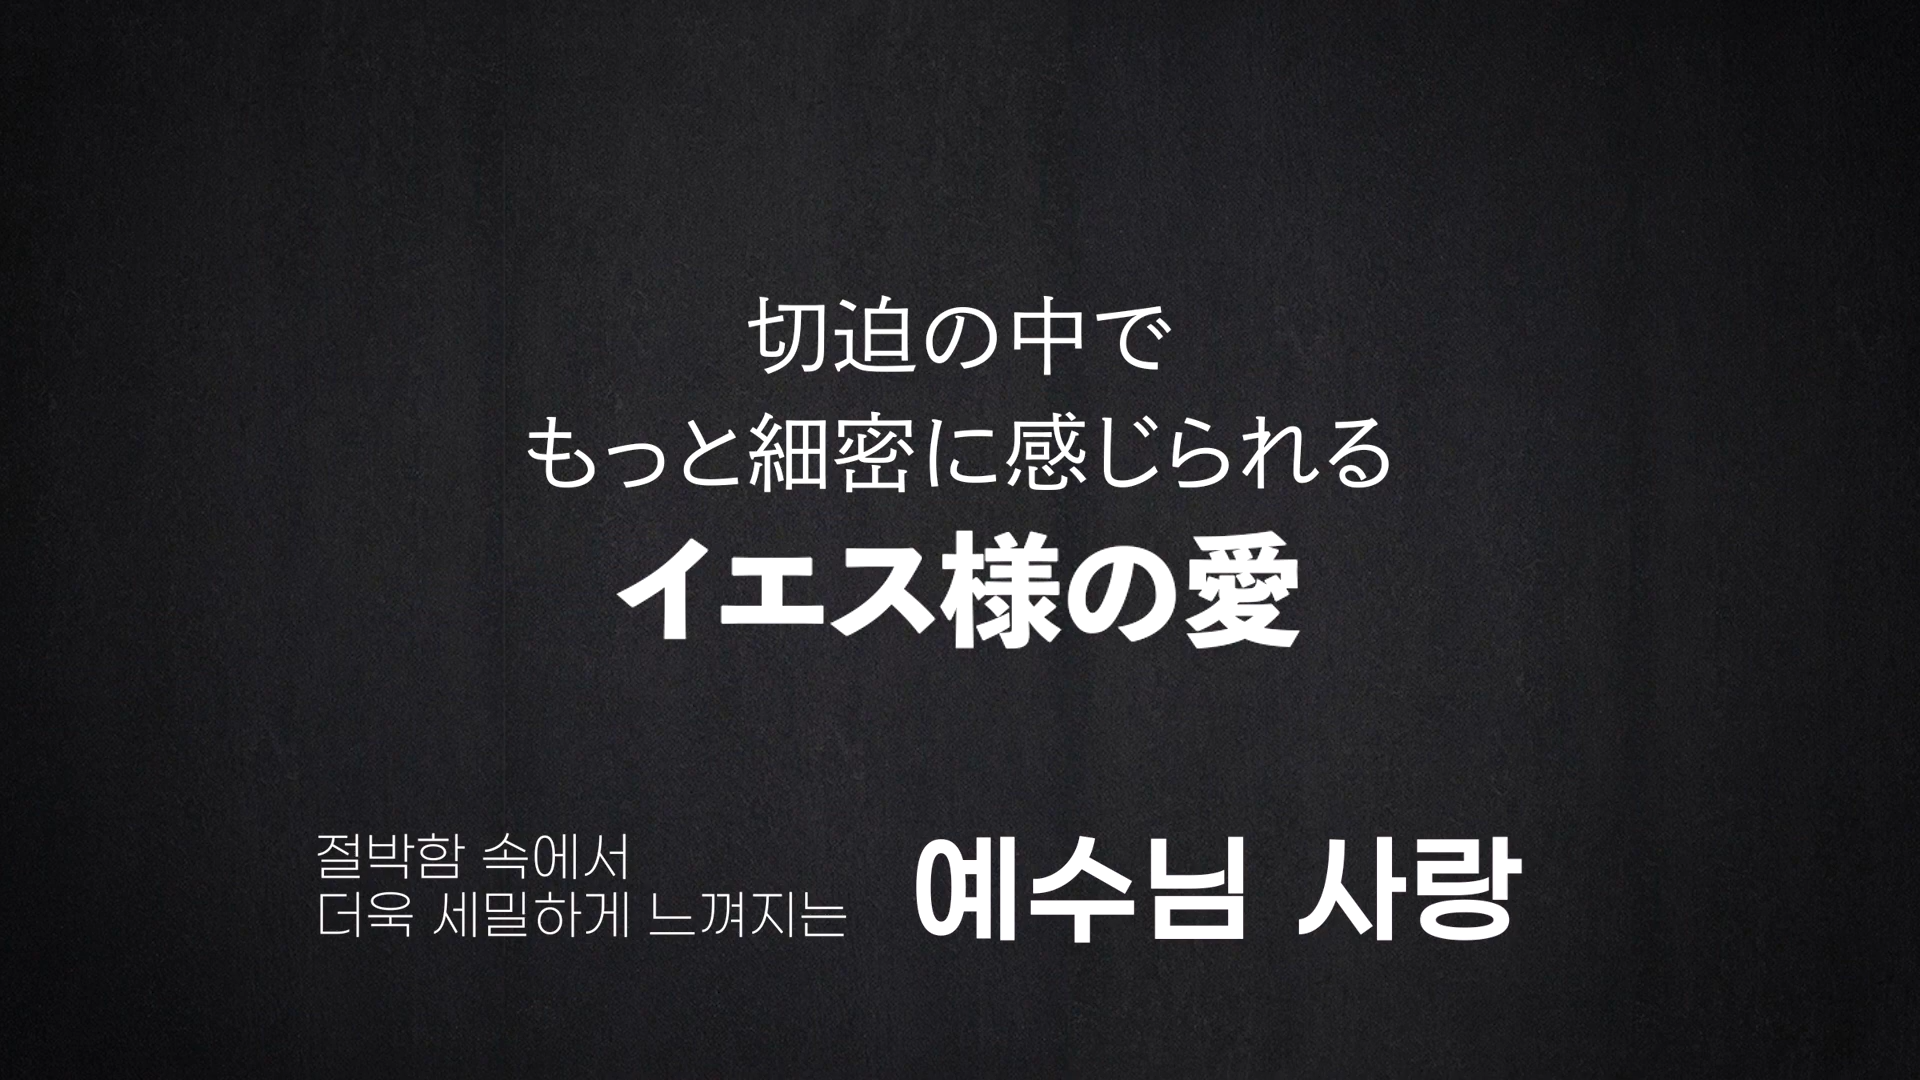 切迫の中で
もっと細密に感じられる
イエス様の愛
절박함 속에서
더욱 세밀하게 느껴지는
예수님 사랑